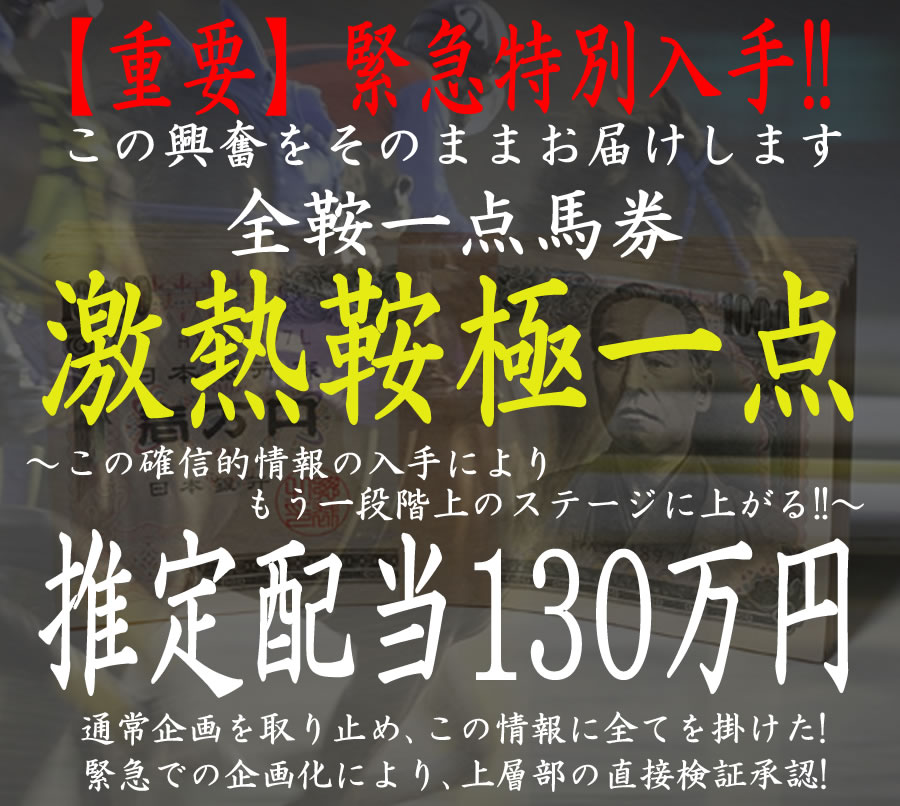 【重要】緊急特別入手!!
この興奮をそのままお届けします
全鞍一点馬券
激熱鞍極一点
～この確信的情報の入手により
もう一段階上のステージに上がる!!～
推定配当130万円
通常企画を取り止め、この情報に全てを掛けた!
緊急での企画化により、上層部の直接検証承認!